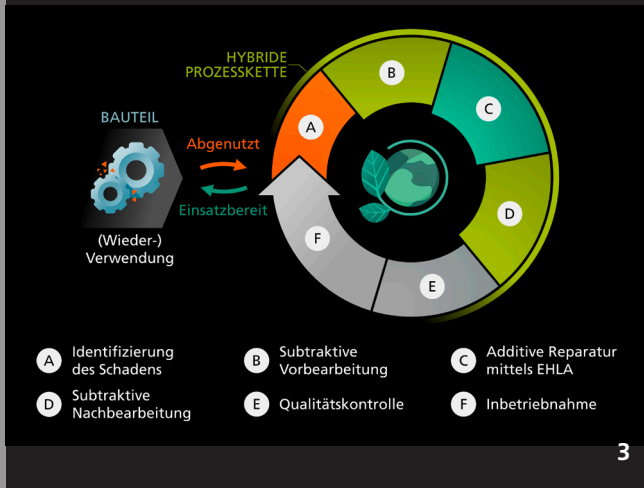 HYBRIDE
PROZESSKETTE
BAUTEIL
Abgenutzt
Einsatzbereit
(Wieder-)
Verwendung
A
B
C
D
E
F
A Identifizierung
des Schadens
B Subtraktive
Vorbearbeitung
C Additive Reparatur
mittels EHLA
D Subtraktive
Nachbearbeitung
E Qualitätskontrolle
F Inbetriebnahme
3